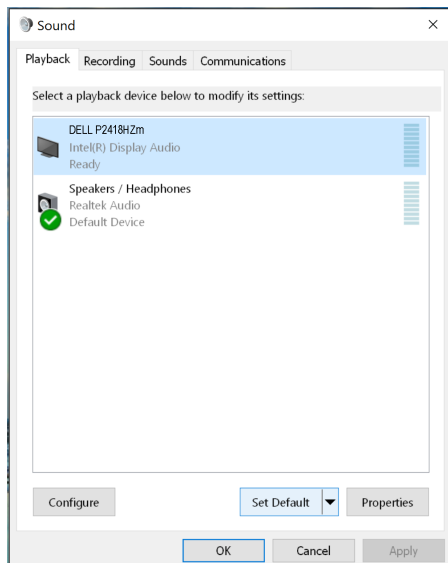 Sound
Playback Recording Sounds Communications
Select a playback device below to modify its settings:
DELL P2418HZm
Intel(R) Display Audio
Ready
Speakers / Headphones
Realtek Audio
Default Device
Configure Set Default Properties
OK Cancel Apply